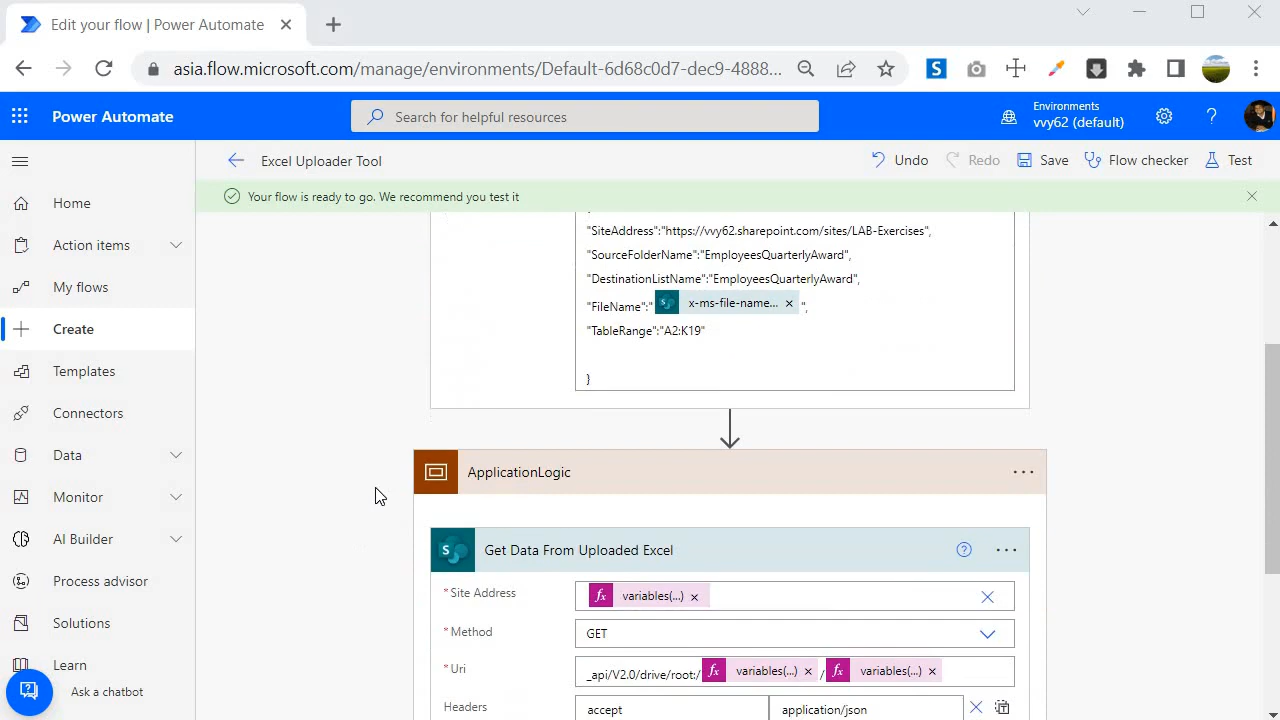 Edit your flow | Power Automate
asia.flow.microsoft.com/manage/environments/Default-6d68c0d7-dec9-4888...
S
Power Automate
Search for helpful resources
Environments
vvy62 (default)
?
Excel Uploader Tool
Undo
Redo
Save
Flow checker
Test
Your flow is ready to go. We recommend you test it
Home
Action items
My flows
Create
Templates
Connectors
Data
Monitor
AI Builder
Process advisor
Solutions
Learn
Ask a chatbot
"SiteAddress":"https://vvy62.sharepoint.com/sites/LAB-Exercises",
"SourceFolderName":"EmployeesQuarterlyAward",
"DestinationListName":"EmployeesQuarterlyAward",
"FileName":" x-ms-file-name... ",
"TableRange":"A2:K19"
}
ApplicationLogic
S
Get Data From Uploaded Excel
?
* Site Address
fx variables(...)
* Method
GET
* Uri
_api/V2.0/drive/root:/ fx variables(...) / fx variables(...)
Headers
accept
application/json